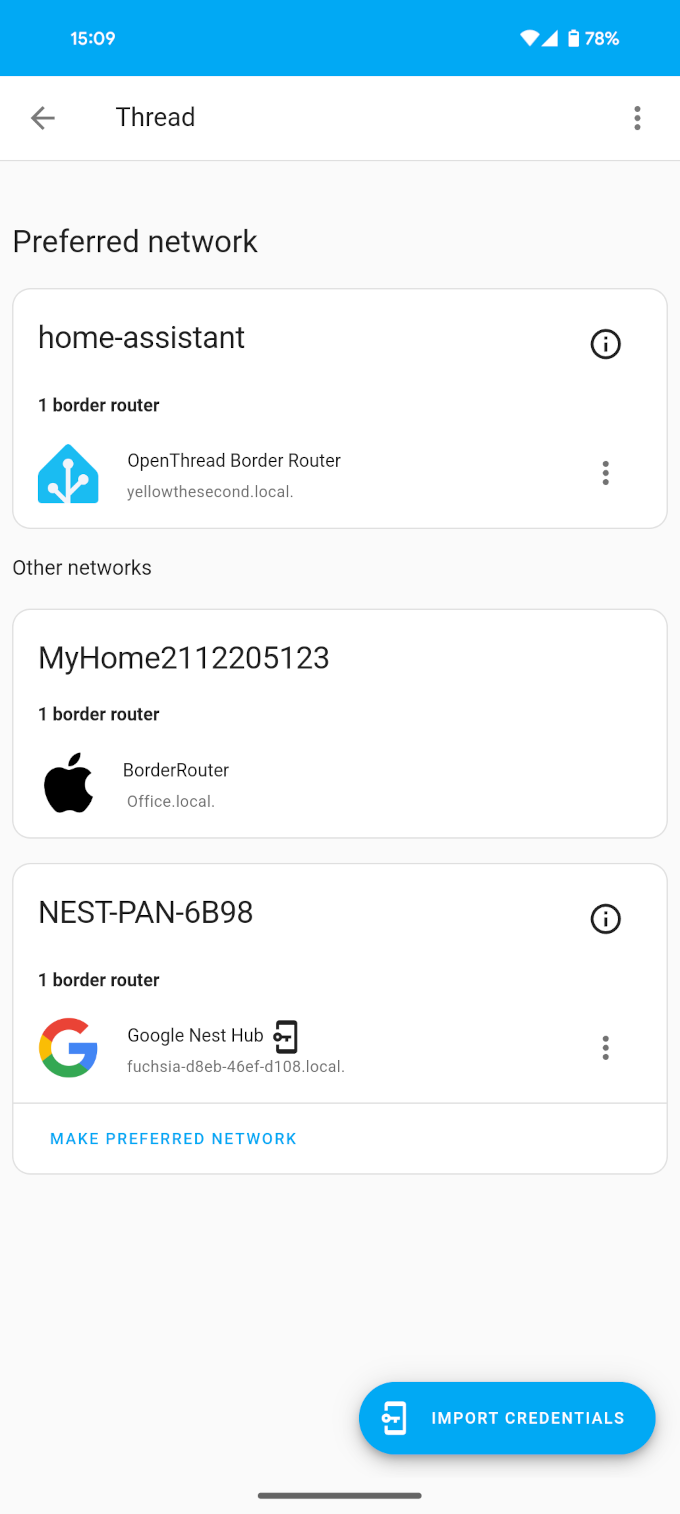 15:09
78%
Thread
Preferred network
home-assistant
1 border router
OpenThread Border Router
yellowthesecond.local.
Other networks
MyHome2112205123
1 border router
BorderRouter
Office.local.
NEST-PAN-6B98
1 border router
Google Nest Hub
fuchsia-d8eb-46ef-d108.local.
MAKE PREFERRED NETWORK
IMPORT CREDENTIALS